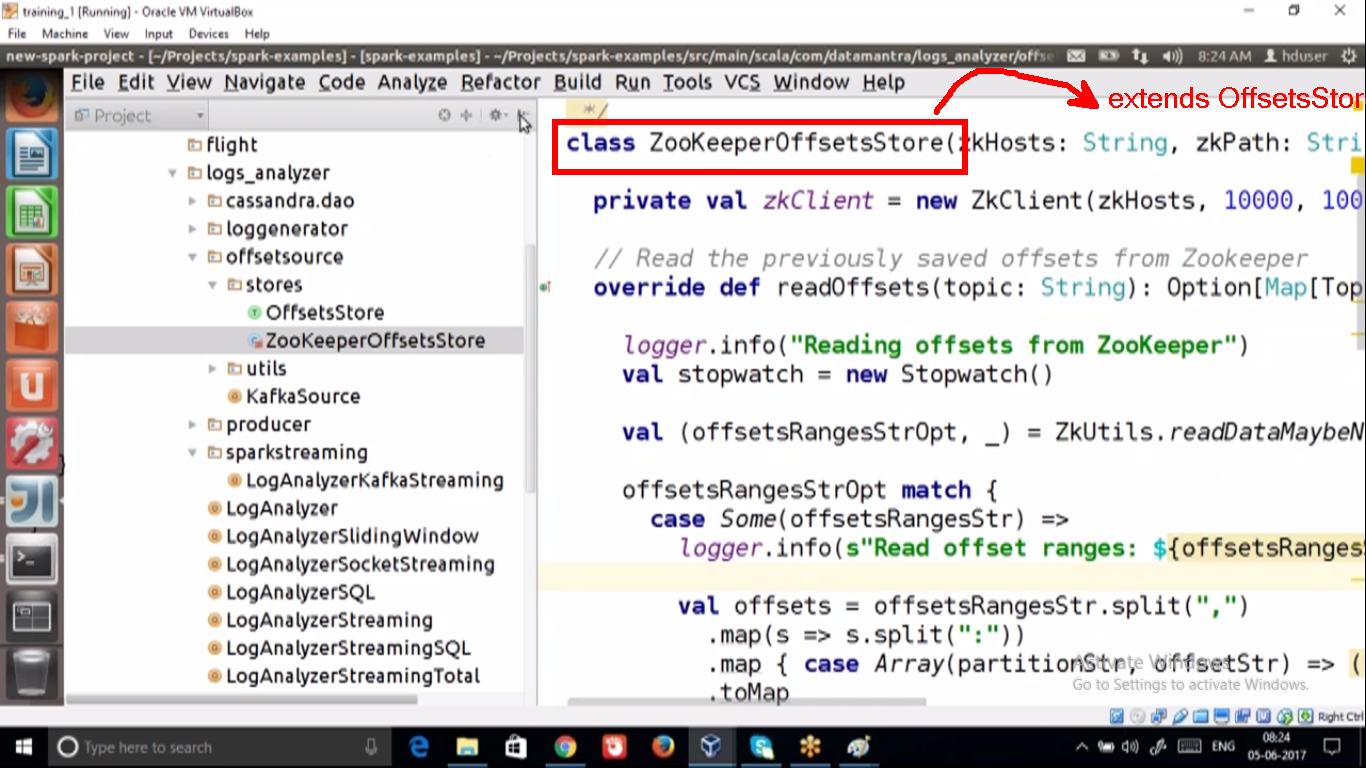 training_1 [Running] - Oracle VM VirtualBox
File Machine View Input Devices Help
new-spark-project - [~/Projects/spark-examples] - [spark-examples] - ~/Projects/spark-examples/src/main/scala/com/datamantra/logs_analyzer/offse
8:24 AM hduser
File Edit View Navigate Code Analyze Refactor Build Run Tools VCS Window Help
Project
flight
logs_analyzer
cassandra.dao
loggenerator
offsetsource
stores
OffsetsStore
ZooKeeperOffsetsStore
utils
KafkaSource
producer
sparkstreaming
LogAnalyzerKafkaStreaming
LogAnalyzer
LogAnalyzerSlidingWindow
LogAnalyzerSocketStreaming
LogAnalyzerSQL
LogAnalyzerStreaming
LogAnalyzerStreamingSQL
LogAnalyzerStreamingTotal
extends OffsetsStor
*/
class ZooKeeperOffsetsStore(zkHosts: String, zkPath: Stri
private val zkClient = new ZkClient(zkHosts, 10000, 100
// Read the previously saved offsets from Zookeeper
override def readOffsets(topic: String): Option[Map[Top
logger.info("Reading offsets from ZooKeeper")
val stopwatch = new Stopwatch()
val (offsetsRangesStrOpt, _) = ZkUtils.readDataMaybeN
offsetsRangesStrOpt match {
case Some(offsetsRangesStr) =>
logger.info(s"Read offset ranges: ${offsetsRangesS
val offsets = offsetsRangesStr.split(",")
.map(s => s.split(":"))
.map { case Array(partitionStr, offsetStr) => (
.toMap
Activate Windows
Go to Settings to activate Windows.
Right Ctrl
Type here to search
ENG
08:24
05-06-2017